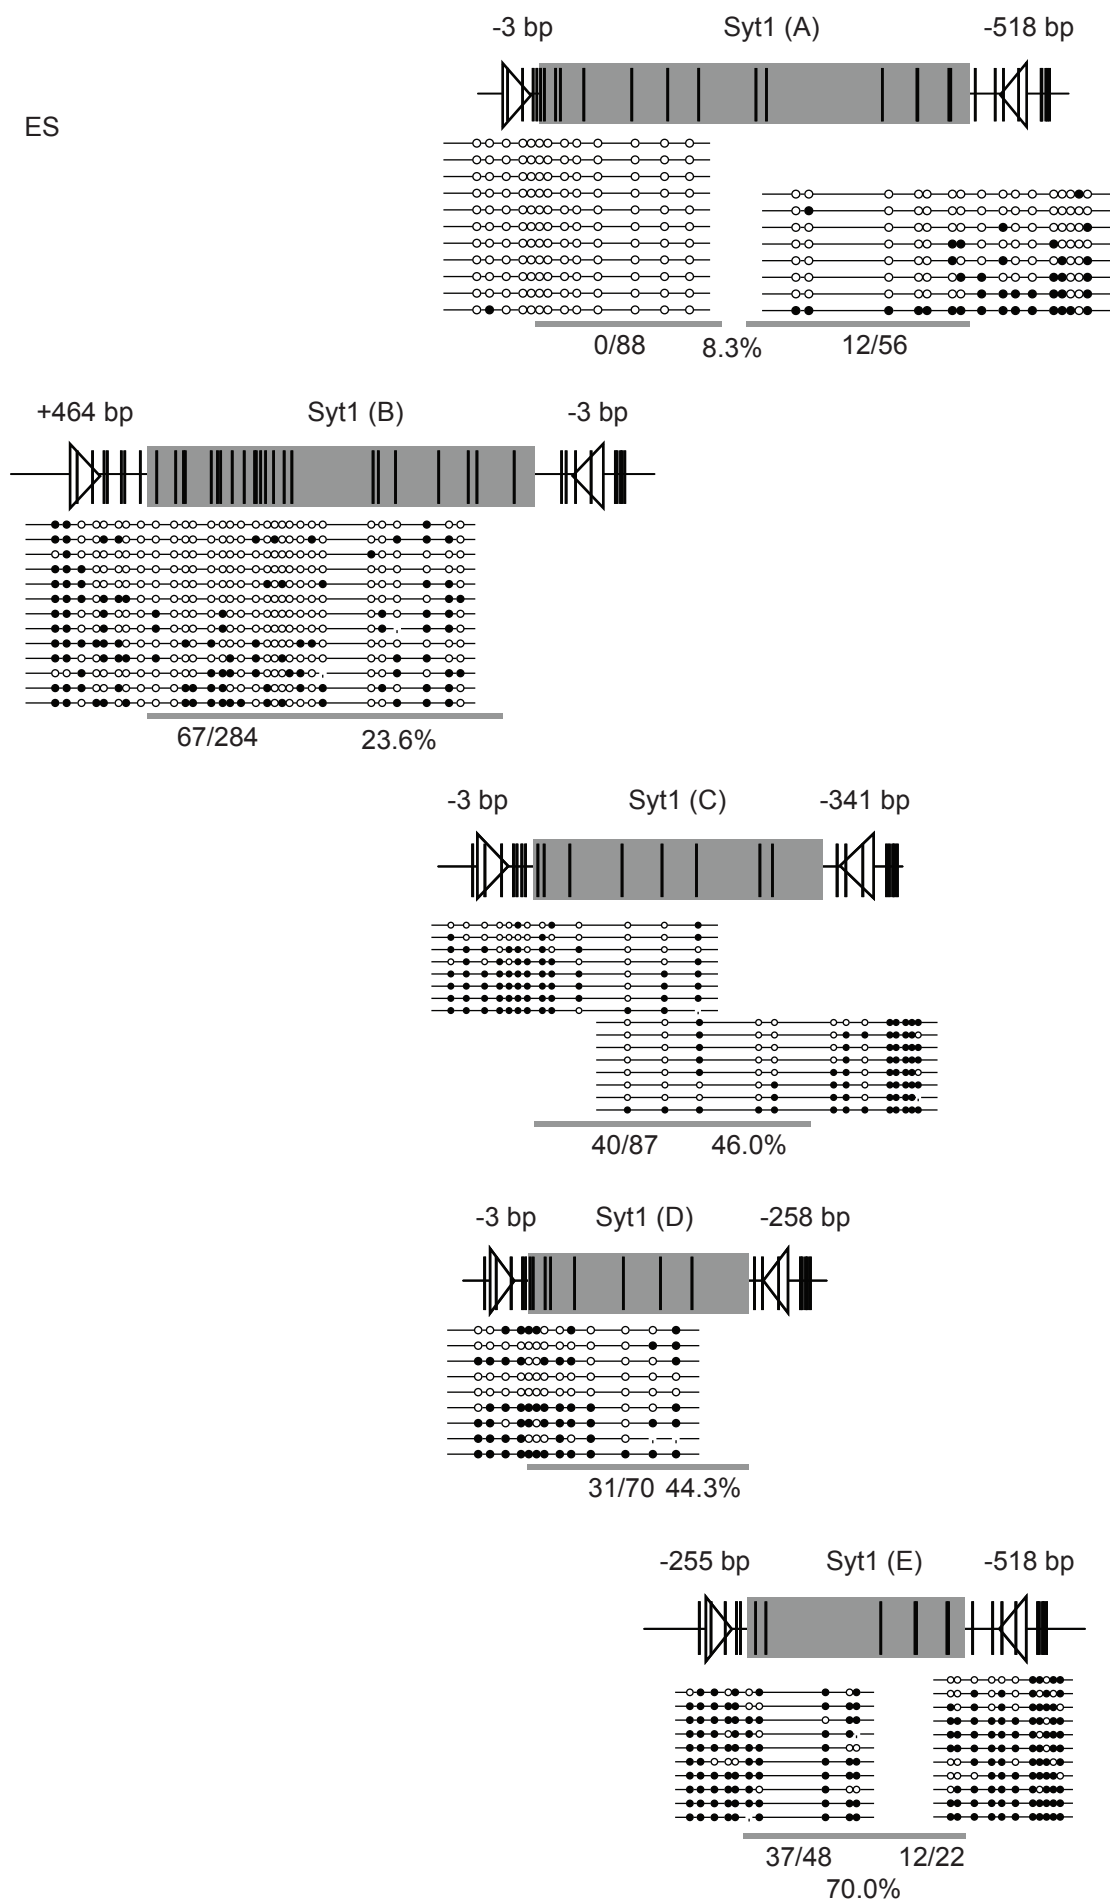 -3 bp Syt1 (A) -518 bp
ES
0/88 8.3% 12/56
+464 bp Syt1 (B) -3 bp
67/284 23.6%
-3 bp Syt1 (C) -341 bp
40/87 46.0%
-3 bp Syt1 (D) -258 bp
31/70 44.3%
-255 bp Syt1 (E) -518 bp
37/48 12/22
70.0%